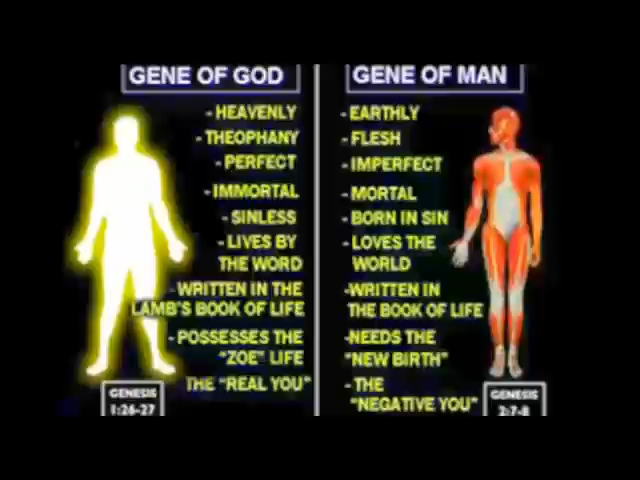 GENE OF GOD
- HEAVENLY
- THEOPHANY
- PERFECT
- IMMORTAL
- SINLESS
- LIVES BY
THE WORD
- WRITTEN IN THE
LAMB'S BOOK OF LIFE
- POSSESSES THE
"ZOE" LIFE
THE "REAL YOU"
GENESIS
1:26-27
GENE OF MAN
- EARTHLY
- FLESH
- IMPERFECT
- MORTAL
- BORN IN SIN
- LOVES THE
WORLD
-WRITTEN IN
THE BOOK OF LIFE
-NEEDS THE
"NEW BIRTH"
- THE
"NEGATIVE YOU"
GENESIS
2:7-8